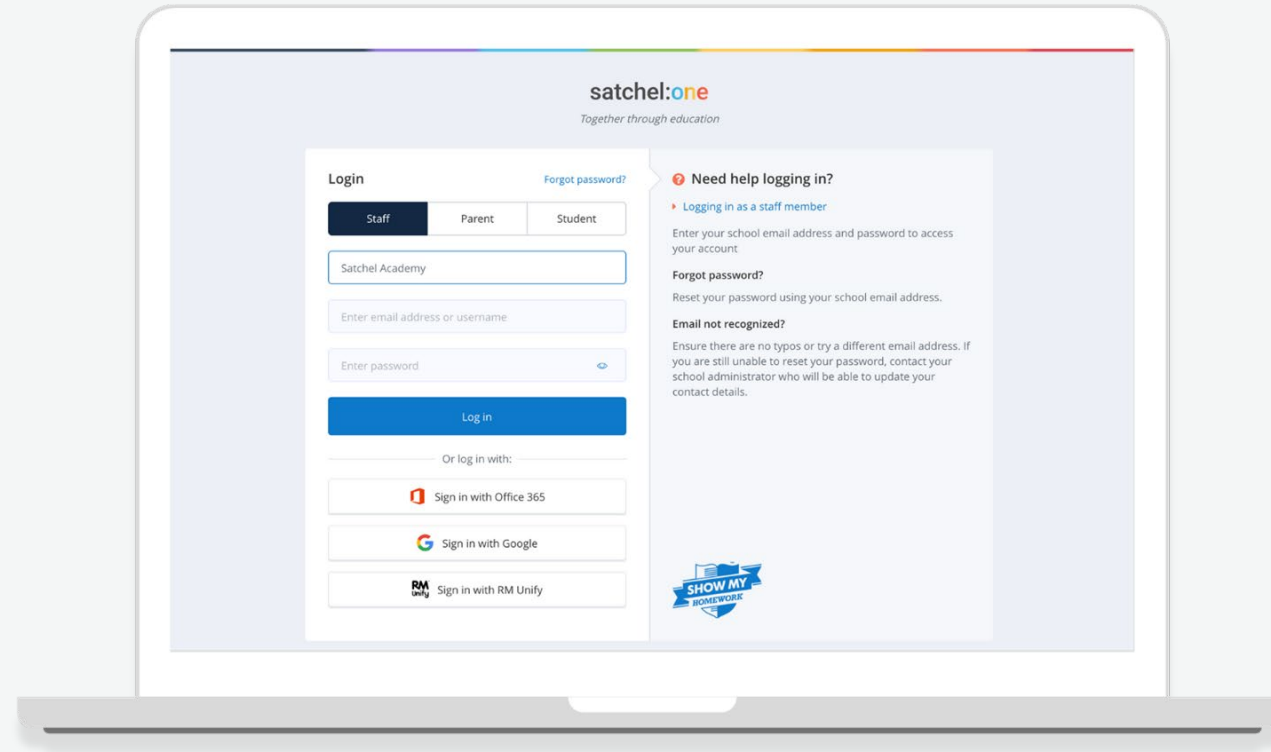 satchel:one
Together through education
Login
Forgot password?
Staff
Parent
Student
Satchel Academy
Enter email address or username
Enter password
Log in
Or log in with:
Sign in with Office 365
Sign in with Google
RM Unify
Sign in with RM Unify
Need help logging in?
Logging in as a staff member
Enter your school email address and password to access
your account
Forgot password?
Reset your password using your school email address.
Email not recognized?
Ensure there are no typos or try a different email address. If
you are still unable to reset your password, contact your
school administrator who will be able to update your
contact details.
SHOW MY
HOMEWORK